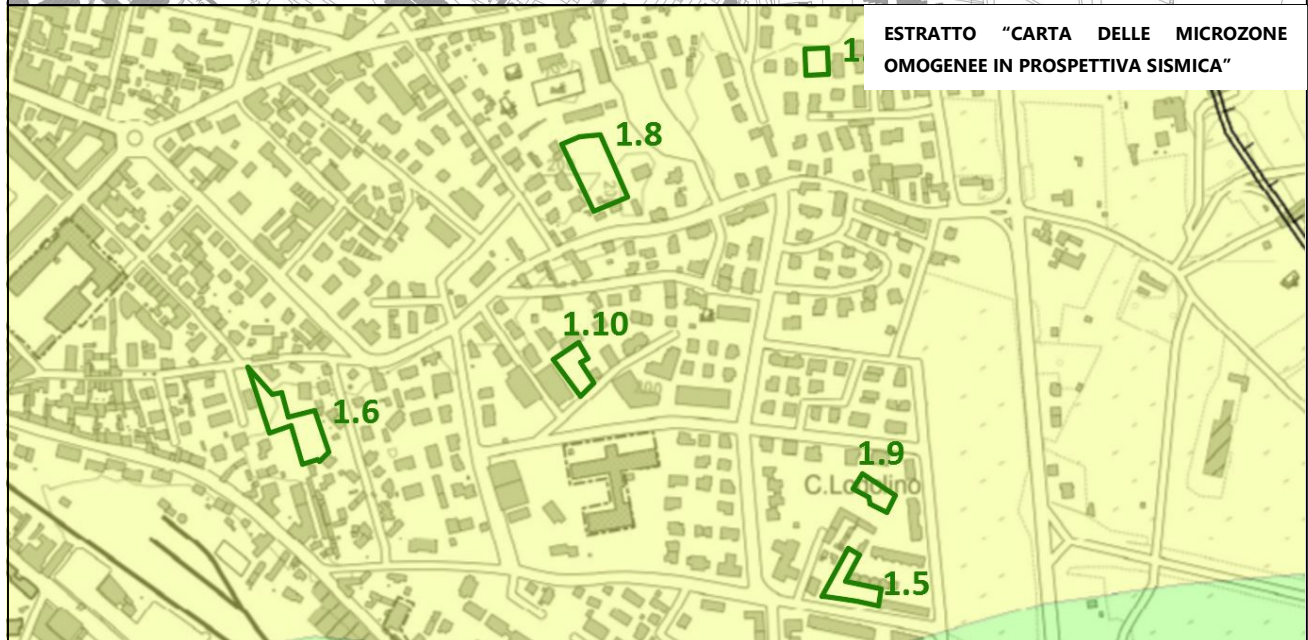 ESTRATTO "CARTA DELLE MICROZONE
OMOGENEE IN PROSPETTIVA SISMICA"
1.8
1.10
1.6
1.9
1.5